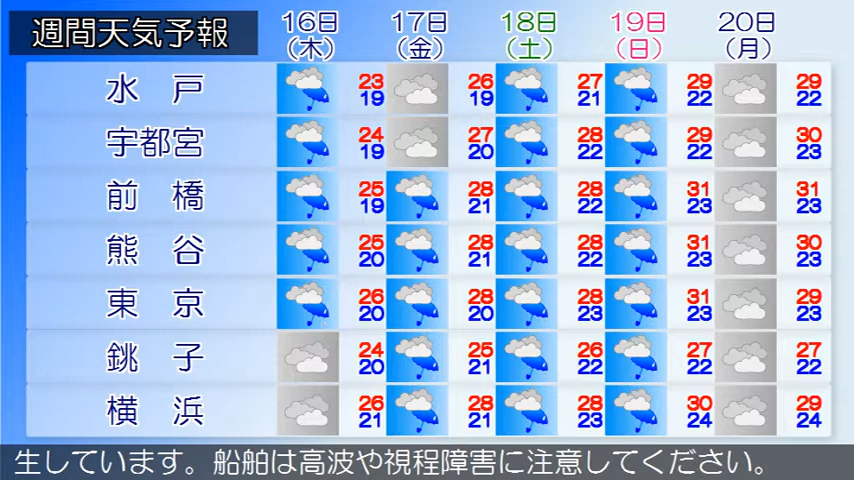 週間天気予報 16日(木) 17日(金) 18日(土) 19日(日) 20日(月)
水戸 23 19 26 19 27 21 29 22 29 22
宇都宮 24 19 27 20 28 22 29 22 30 23
前橋 25 19 28 21 28 22 31 23 31 23
熊谷 25 20 28 21 28 22 31 23 30 23
東京 26 20 28 20 28 23 31 23 29 23
銚子 24 20 25 21 26 22 27 22 27 22
横浜 26 21 28 21 28 23 30 24 29 24
生しています。船舶は高波や視程障害に注意してください。